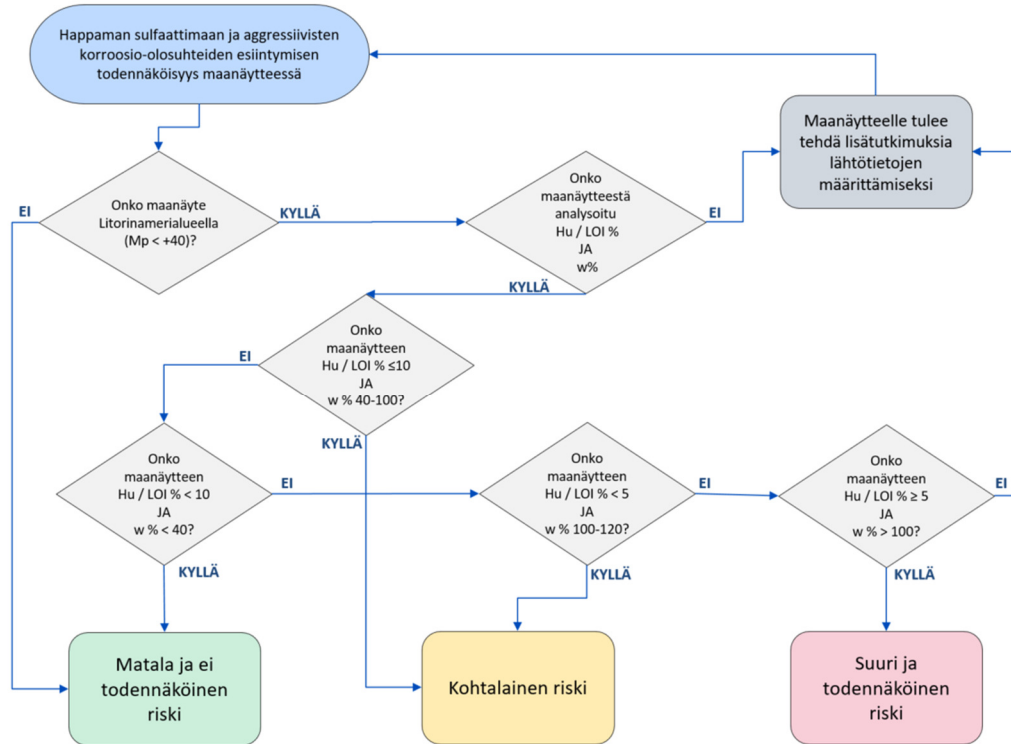 Happaman sulfaattimaan ja aggressiivisten
korroosio-olosuhteiden esiintymisen
todennäköisyys maanäytteessä
Maanäytteelle tulee
tehdä lisätutkimuksia
lähtötietojen
määrittämiseksi
EI
Onko maanäyte
Litorinamerialueella
(Mp < +40)?
KYLLÄ
Onko
maanäytteestä
analysoitu
Hu / LOI %
JA
w%
EI
KYLLÄ
EI
Onko
maanäytteen
Hu / LOI % ≤10
JA
w % 40-100?
KYLLÄ
Onko
maanäytteen
Hu / LOI % < 10
JA
w % < 40?
EI
KYLLÄ
Onko
maanäytteen
Hu / LOI % < 5
JA
w % 100-120?
EI
KYLLÄ
Onko
maanäytteen
Hu / LOI % ≥ 5
JA
w % > 100?
EI
KYLLÄ
Matala ja ei
todennäköinen
riski
Kohtalainen riski
Suuri ja
todennäköinen
riski